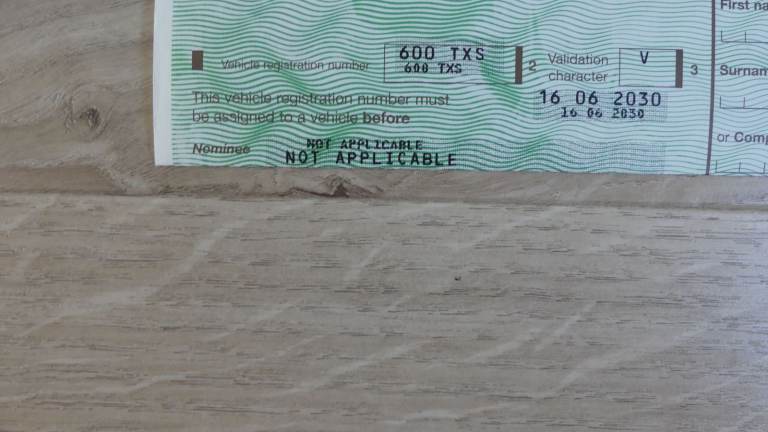 First na
Vehicle registration number 600 TXS 2 Validation character V 3
600 TXS
Surnam
This vehicle registration number must
be assigned to a vehicle before
16 06 2030
16 06 2030
or Comp
Nominee NOT APPLICABLE
NOT APPLICABLE